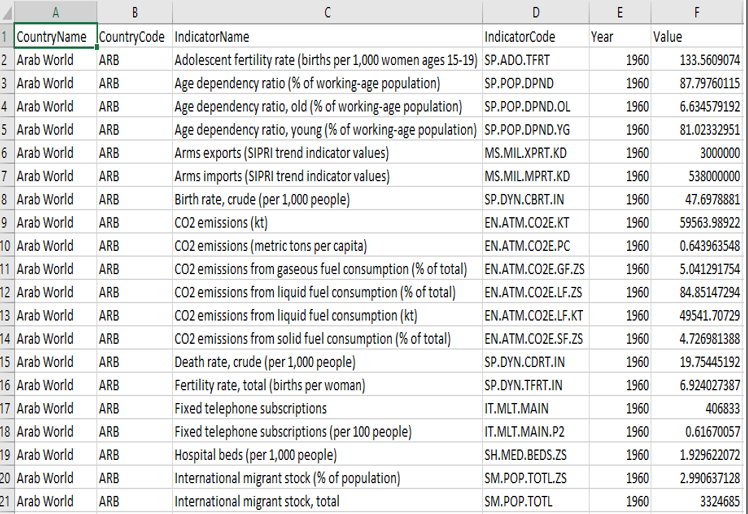 A B C D E F
1 CountryName CountryCode IndicatorName IndicatorCode Year Value
2 Arab World ARB Adolescent fertility rate (births per 1,000 women ages 15-19) SP.ADO.TFRT 1960 133.5609074
3 Arab World ARB Age dependency ratio (% of working-age population) SP.POP.DPND 1960 87.79760115
4 Arab World ARB Age dependency ratio, old (% of working-age population) SP.POP.DPND.OL 1960 6.634579192
5 Arab World ARB Age dependency ratio, young (% of working-age population) SP.POP.DPND.YG 1960 81.02332951
6 Arab World ARB Arms exports (SIPRI trend indicator values) MS.MIL.XPRT.KD 1960 3000000
7 Arab World ARB Arms imports (SIPRI trend indicator values) MS.MIL.MPRT.KD 1960 538000000
8 Arab World ARB Birth rate, crude (per 1,000 people) SP.DYN.CBRT.IN 1960 47.6978881
9 Arab World ARB CO2 emissions (kt) EN.ATM.CO2E.KT 1960 59563.98922
10 Arab World ARB CO2 emissions (metric tons per capita) EN.ATM.CO2E.PC 1960 0.643963548
11 Arab World ARB CO2 emissions from gaseous fuel consumption (% of total) EN.ATM.CO2E.GF.ZS 1960 5.041291754
12 Arab World ARB CO2 emissions from liquid fuel consumption (% of total) EN.ATM.CO2E.LF.ZS 1960 84.85147294
13 Arab World ARB CO2 emissions from liquid fuel consumption (kt) EN.ATM.CO2E.LF.KT 1960 49541.70729
14 Arab World ARB CO2 emissions from solid fuel consumption (% of total) EN.ATM.CO2E.SF.ZS 1960 4.726981388
15 Arab World ARB Death rate, crude (per 1,000 people) SP.DYN.CDRT.IN 1960 19.75445192
16 Arab World ARB Fertility rate, total (births per woman) SP.DYN.TFRT.IN 1960 6.924027387
17 Arab World ARB Fixed telephone subscriptions IT.MLT.MAIN 1960 406833
18 Arab World ARB Fixed telephone subscriptions (per 100 people) IT.MLT.MAIN.P2 1960 0.61670057
19 Arab World ARB Hospital beds (per 1,000 people) SH.MED.BEDS.ZS 1960 1.929622072
20 Arab World ARB International migrant stock (% of population) SM.POP.TOTL.ZS 1960 2.990637128
21 Arab World ARB International migrant stock, total SM.POP.TOTL 1960 3324685